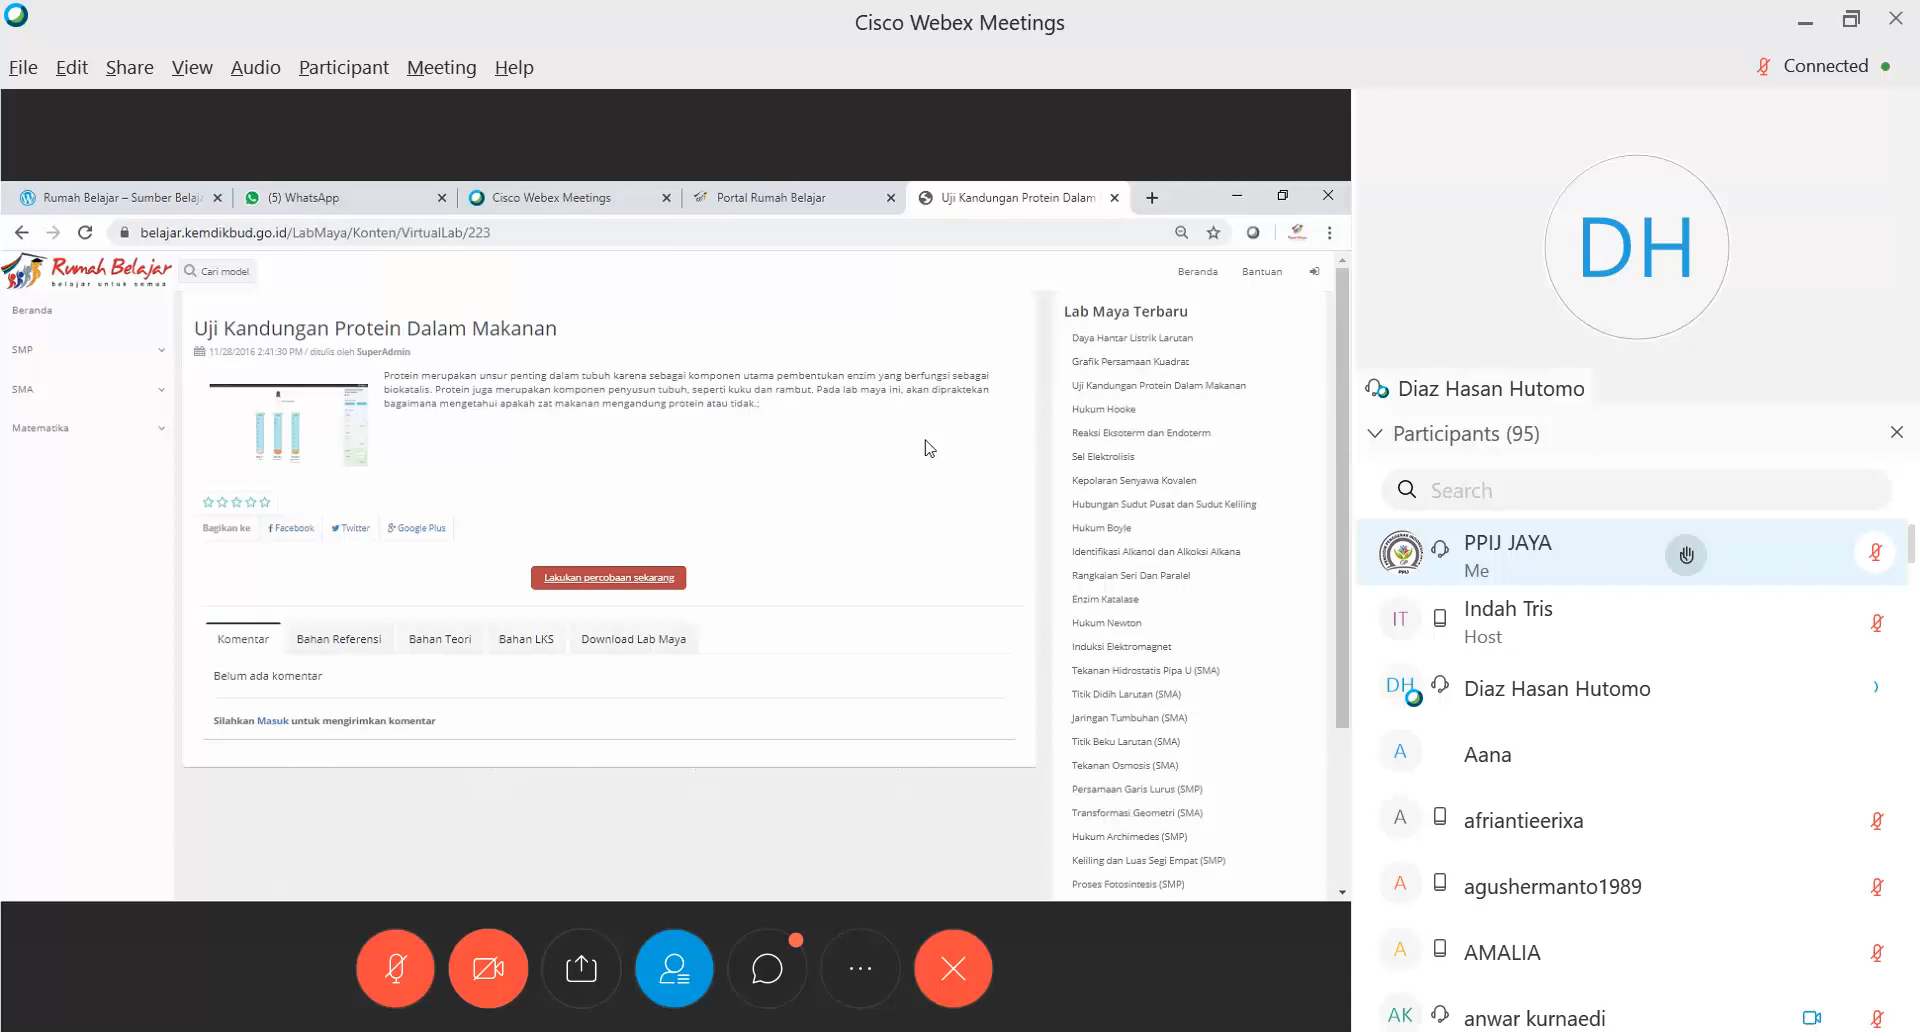 Cisco Webex Meetings
File Edit Share View Audio Participant Meeting Help
Connected
Rumah Belajar – Sumber Belaj
(5) WhatsApp
Cisco Webex Meetings
Portal Rumah Belajar
Uji Kandungan Protein Dalam
belajar.kemdikbud.go.id/LabMaya/Konten/VirtualLab/223
Rumah Belajar
belajar untuk semua
Cari model
Beranda
Bantuan
Beranda
SMP
SMA
Matematika
Uji Kandungan Protein Dalam Makanan
11/28/2016 2:41:30 PM / ditulis oleh SuperAdmin
Protein merupakan unsur penting dalam tubuh karena sebagai komponen utama pembentukan enzim yang berfungsi sebagai
biokatalis. Protein juga merupakan komponen penyusun tubuh, seperti kuku dan rambut. Pada lab maya ini, akan dipraktekan
bagaimana mengetahui apakah zat makanan mengandung protein atau tidak.;
Bagikan ke
Facebook
Twitter
Google Plus
Lakukan percobaan sekarang
Komentar
Bahan Referensi
Bahan Teori
Bahan LKS
Download Lab Maya
Belum ada komentar
Silahkan Masuk untuk mengirimkan komentar
Lab Maya Terbaru
Daya Hantar Listrik Larutan
Grafik Persamaan Kuadrat
Uji Kandungan Protein Dalam Makanan
Hukum Hooke
Reaksi Eksoterm dan Endoterm
Sel Elektrolisis
Kepolaran Senyawa Kovalen
Hubungan Sudut Pusat dan Sudut Keliling
Hukum Boyle
Identifikasi Alkanol dan Alkoksi Alkana
Rangkaian Seri Dan Paralel
Enzim Katalase
Hukum Newton
Induksi Elektromagnet
Tekanan Hidrostatis Pipa U (SMA)
Titik Didih Larutan (SMA)
Jaringan Tumbuhan (SMA)
Titik Beku Larutan (SMA)
Tekanan Osmosis (SMA)
Persamaan Garis Lurus (SMP)
Transformasi Geometri (SMA)
Hukum Archimedes (SMP)
Keliling dan Luas Segi Empat (SMP)
Proses Fotosintesis (SMP)
DH
Diaz Hasan Hutomo
Participants (95)
Search
PPIJ JAYA
Me
IT
Indah Tris
Host
DH
Diaz Hasan Hutomo
A
Aana
A
afriantieerixa
A
agushermanto1989
A
AMALIA
AK
anwar kurnaedi